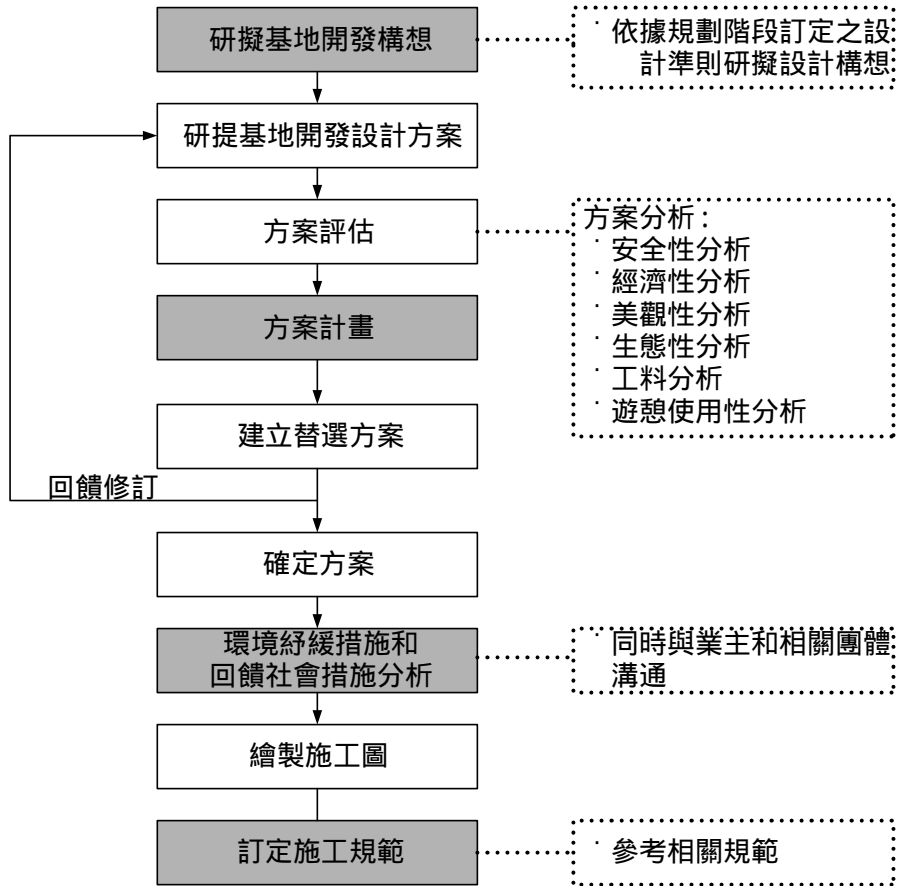 研擬基地開發構想
˙依據規劃階段訂定之設
計準則研擬設計構想
研提基地開發設計方案
方案評估
方案分析:
˙安全性分析
˙經濟性分析
˙美觀性分析
˙生態性分析
˙工料分析
˙遊憩使用性分析
方案計畫
建立替選方案
回饋修訂
確定方案
環境紓緩措施和
回饋社會措施分析
˙同時與業主和相關團體
溝通
繪製施工圖
訂定施工規範
˙參考相關規範